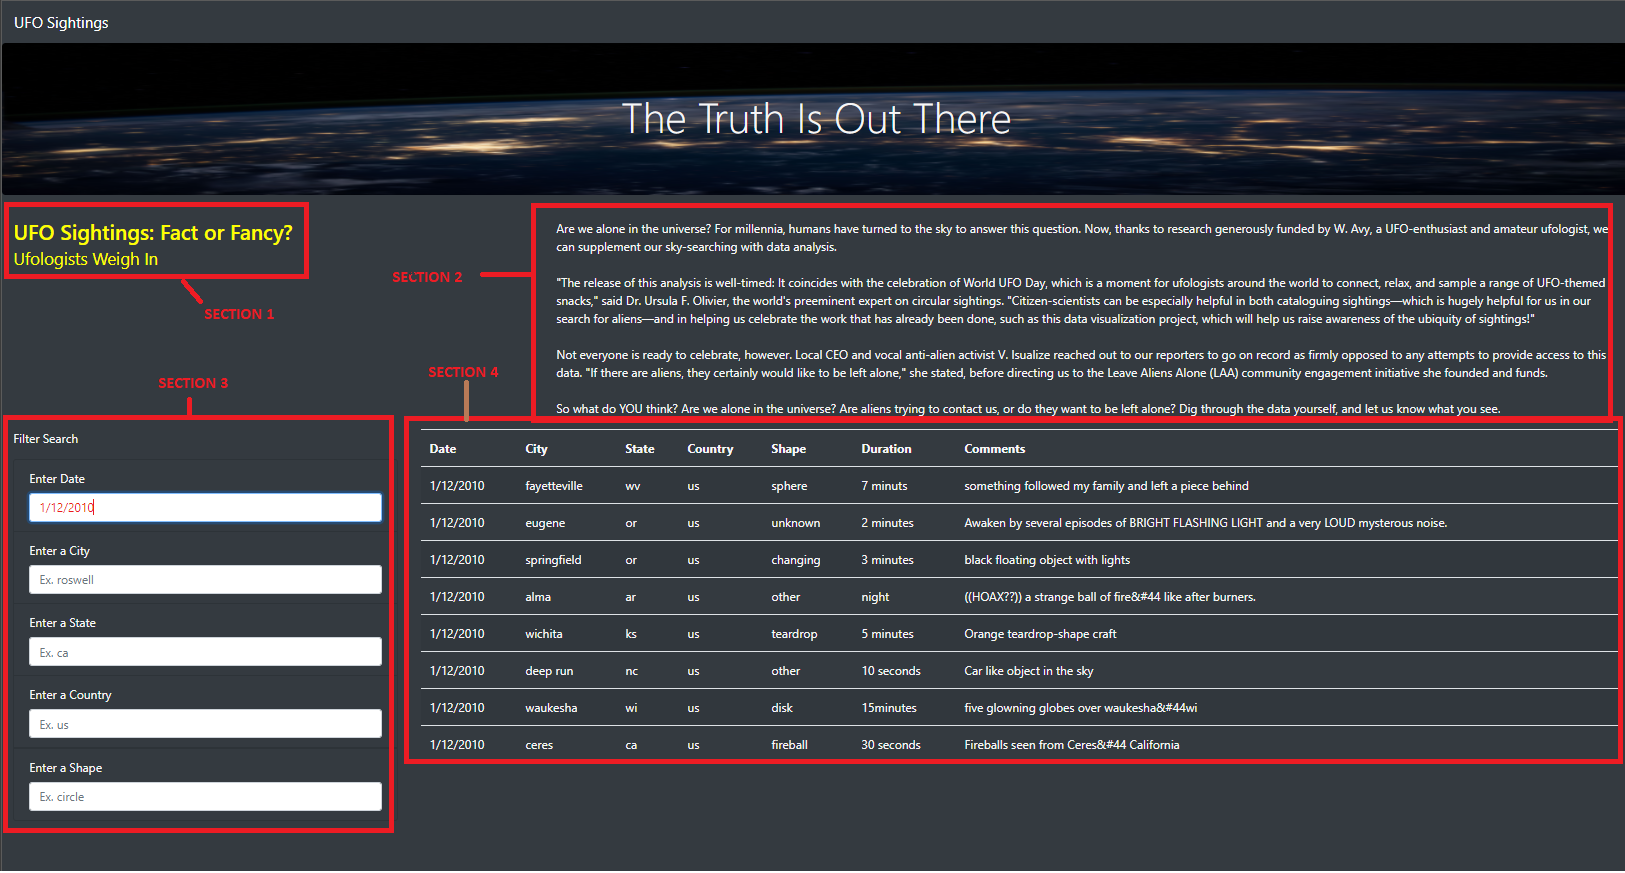 UFO Sightings
The Truth Is Out There
UFO Sightings: Fact or Fancy?
Ufologists Weigh In
SECTION 1
SECTION 2
Are we alone in the universe? For millennia, humans have turned to the sky to answer this question. Now, thanks to research generously funded by W. Avy, a UFO-enthusiast and amateur ufologist, we
can supplement our sky-searching with data analysis.
"The release of this analysis is well-timed: It coincides with the celebration of World UFO Day, which is a moment for ufologists around the world to connect, relax, and sample a range of UFO-themed
snacks," said Dr. Ursula F. Olivier, the world's preeminent expert on circular sightings. "Citizen-scientists can be especially helpful in both cataloguing sightings—which is hugely helpful for us in our
search for aliens—and in helping us celebrate the work that has already been done, such as this data visualization project, which will help us raise awareness of the ubiquity of sightings!"
Not everyone is ready to celebrate, however. Local CEO and vocal anti-alien activist V. Isualize reached out to our reporters to go on record as firmly opposed to any attempts to provide access to this
data. "If there are aliens, they certainly would like to be left alone," she stated, before directing us to the Leave Aliens Alone (LAA) community engagement initiative she founded and funds.
So what do YOU think? Are we alone in the universe? Are aliens trying to contact us, or do they want to be left alone? Dig through the data yourself, and let us know what you see.
SECTION 3
Filter Search
Enter Date
1/12/2010
Enter a City
Ex. roswell
Enter a State
Ex. ca
Enter a Country
Ex. us
Enter a Shape
Ex. circle
SECTION 4
Date City State Country Shape Duration Comments
1/12/2010 fayetteville wv us sphere 7 minuts something followed my family and left a piece behind
1/12/2010 eugene or us unknown 2 minutes Awaken by several episodes of BRIGHT FLASHING LIGHT and a very LOUD mysterous noise.
1/12/2010 springfield or us changing 3 minutes black floating object with lights
1/12/2010 alma ar us other night ((HOAX??)) a strange ball of fire&#44 like after burners.
1/12/2010 wichita ks us teardrop 5 minutes Orange teardrop-shape craft
1/12/2010 deep run nc us other 10 seconds Car like object in the sky
1/12/2010 waukesha wi us disk 15minutes five glowning globes over waukesha&#44wi
1/12/2010 ceres ca us fireball 30 seconds Fireballs seen from Ceres&#44 California